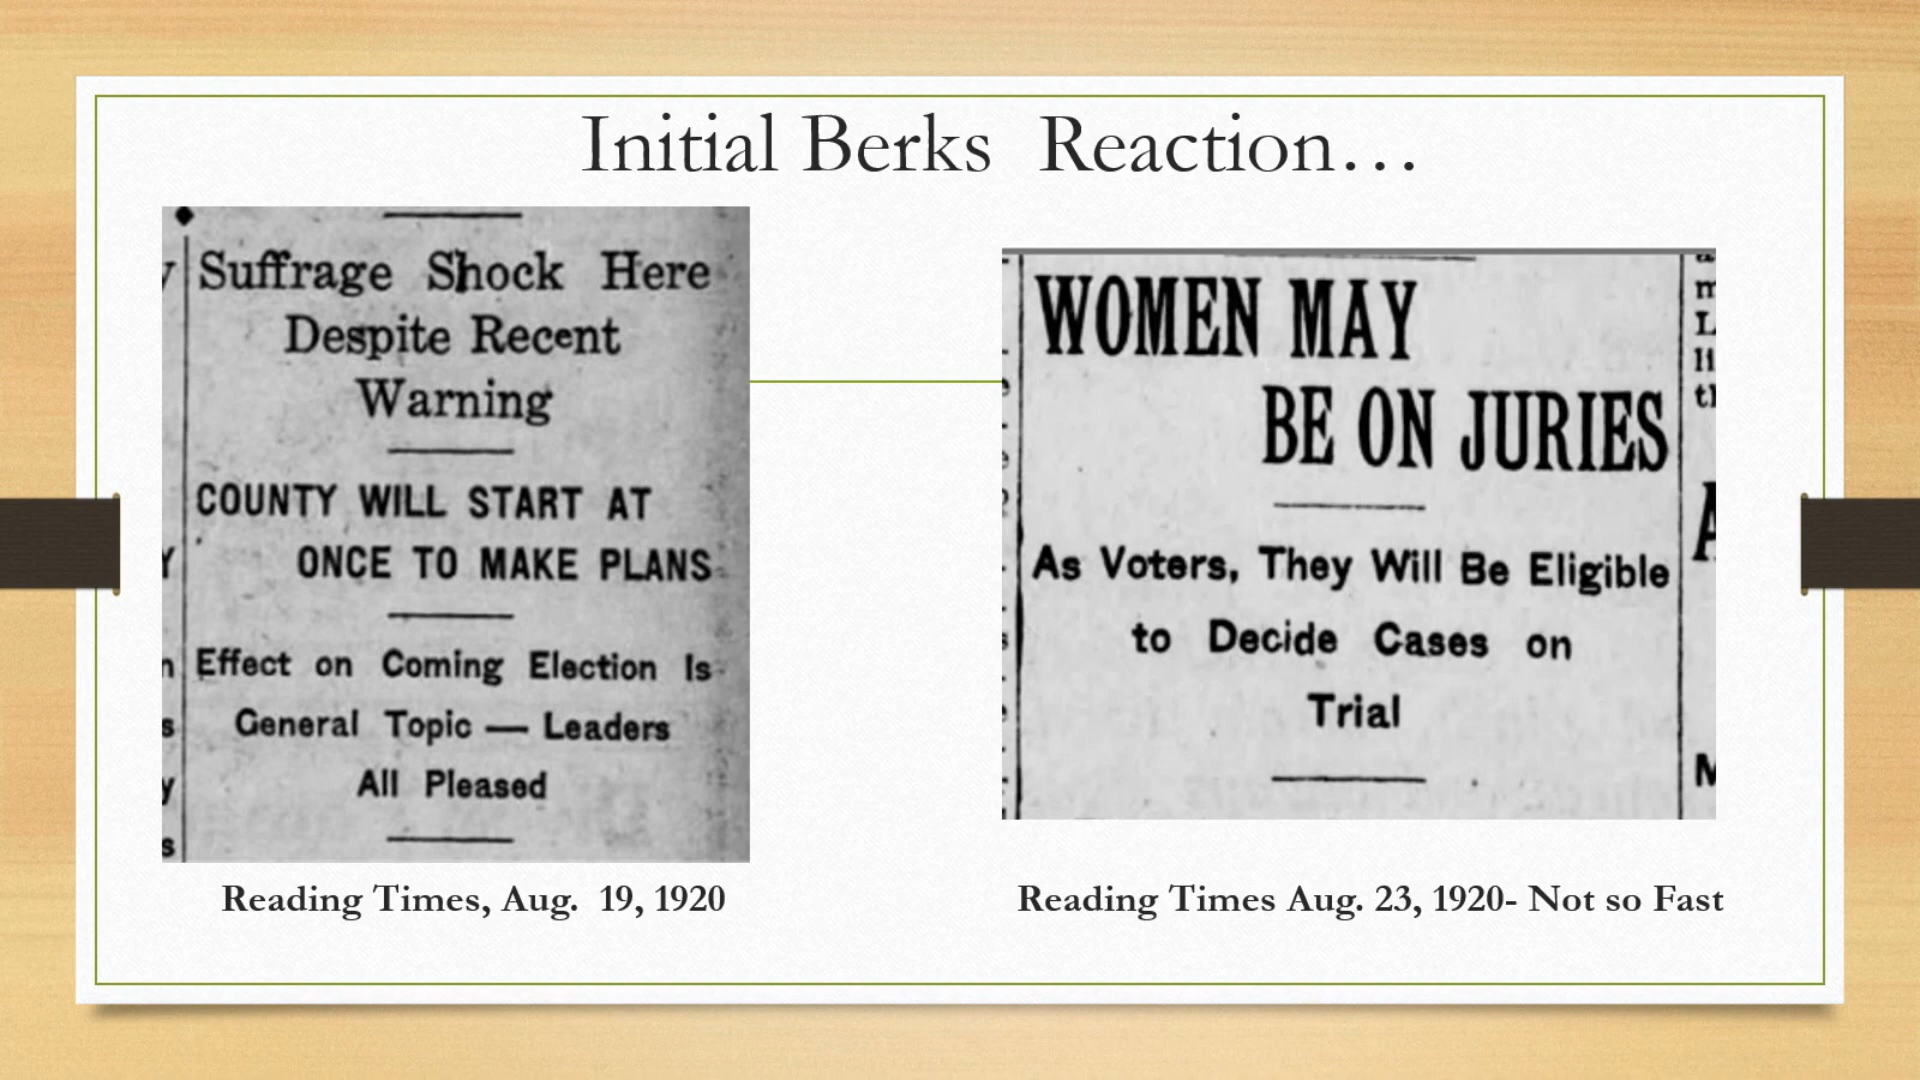 Initial Berks Reaction...
Suffrage Shock Here
Despite Recent
Warning
COUNTY WILL START AT
ONCE TO MAKE PLANS
Effect on Coming Election Is
General Topic — Leaders
All Pleased
Reading Times, Aug. 19, 1920
WOMEN MAY
BE ON JURIES
As Voters, They Will Be Eligible
to Decide Cases on
Trial
Reading Times Aug. 23, 1920- Not so Fast